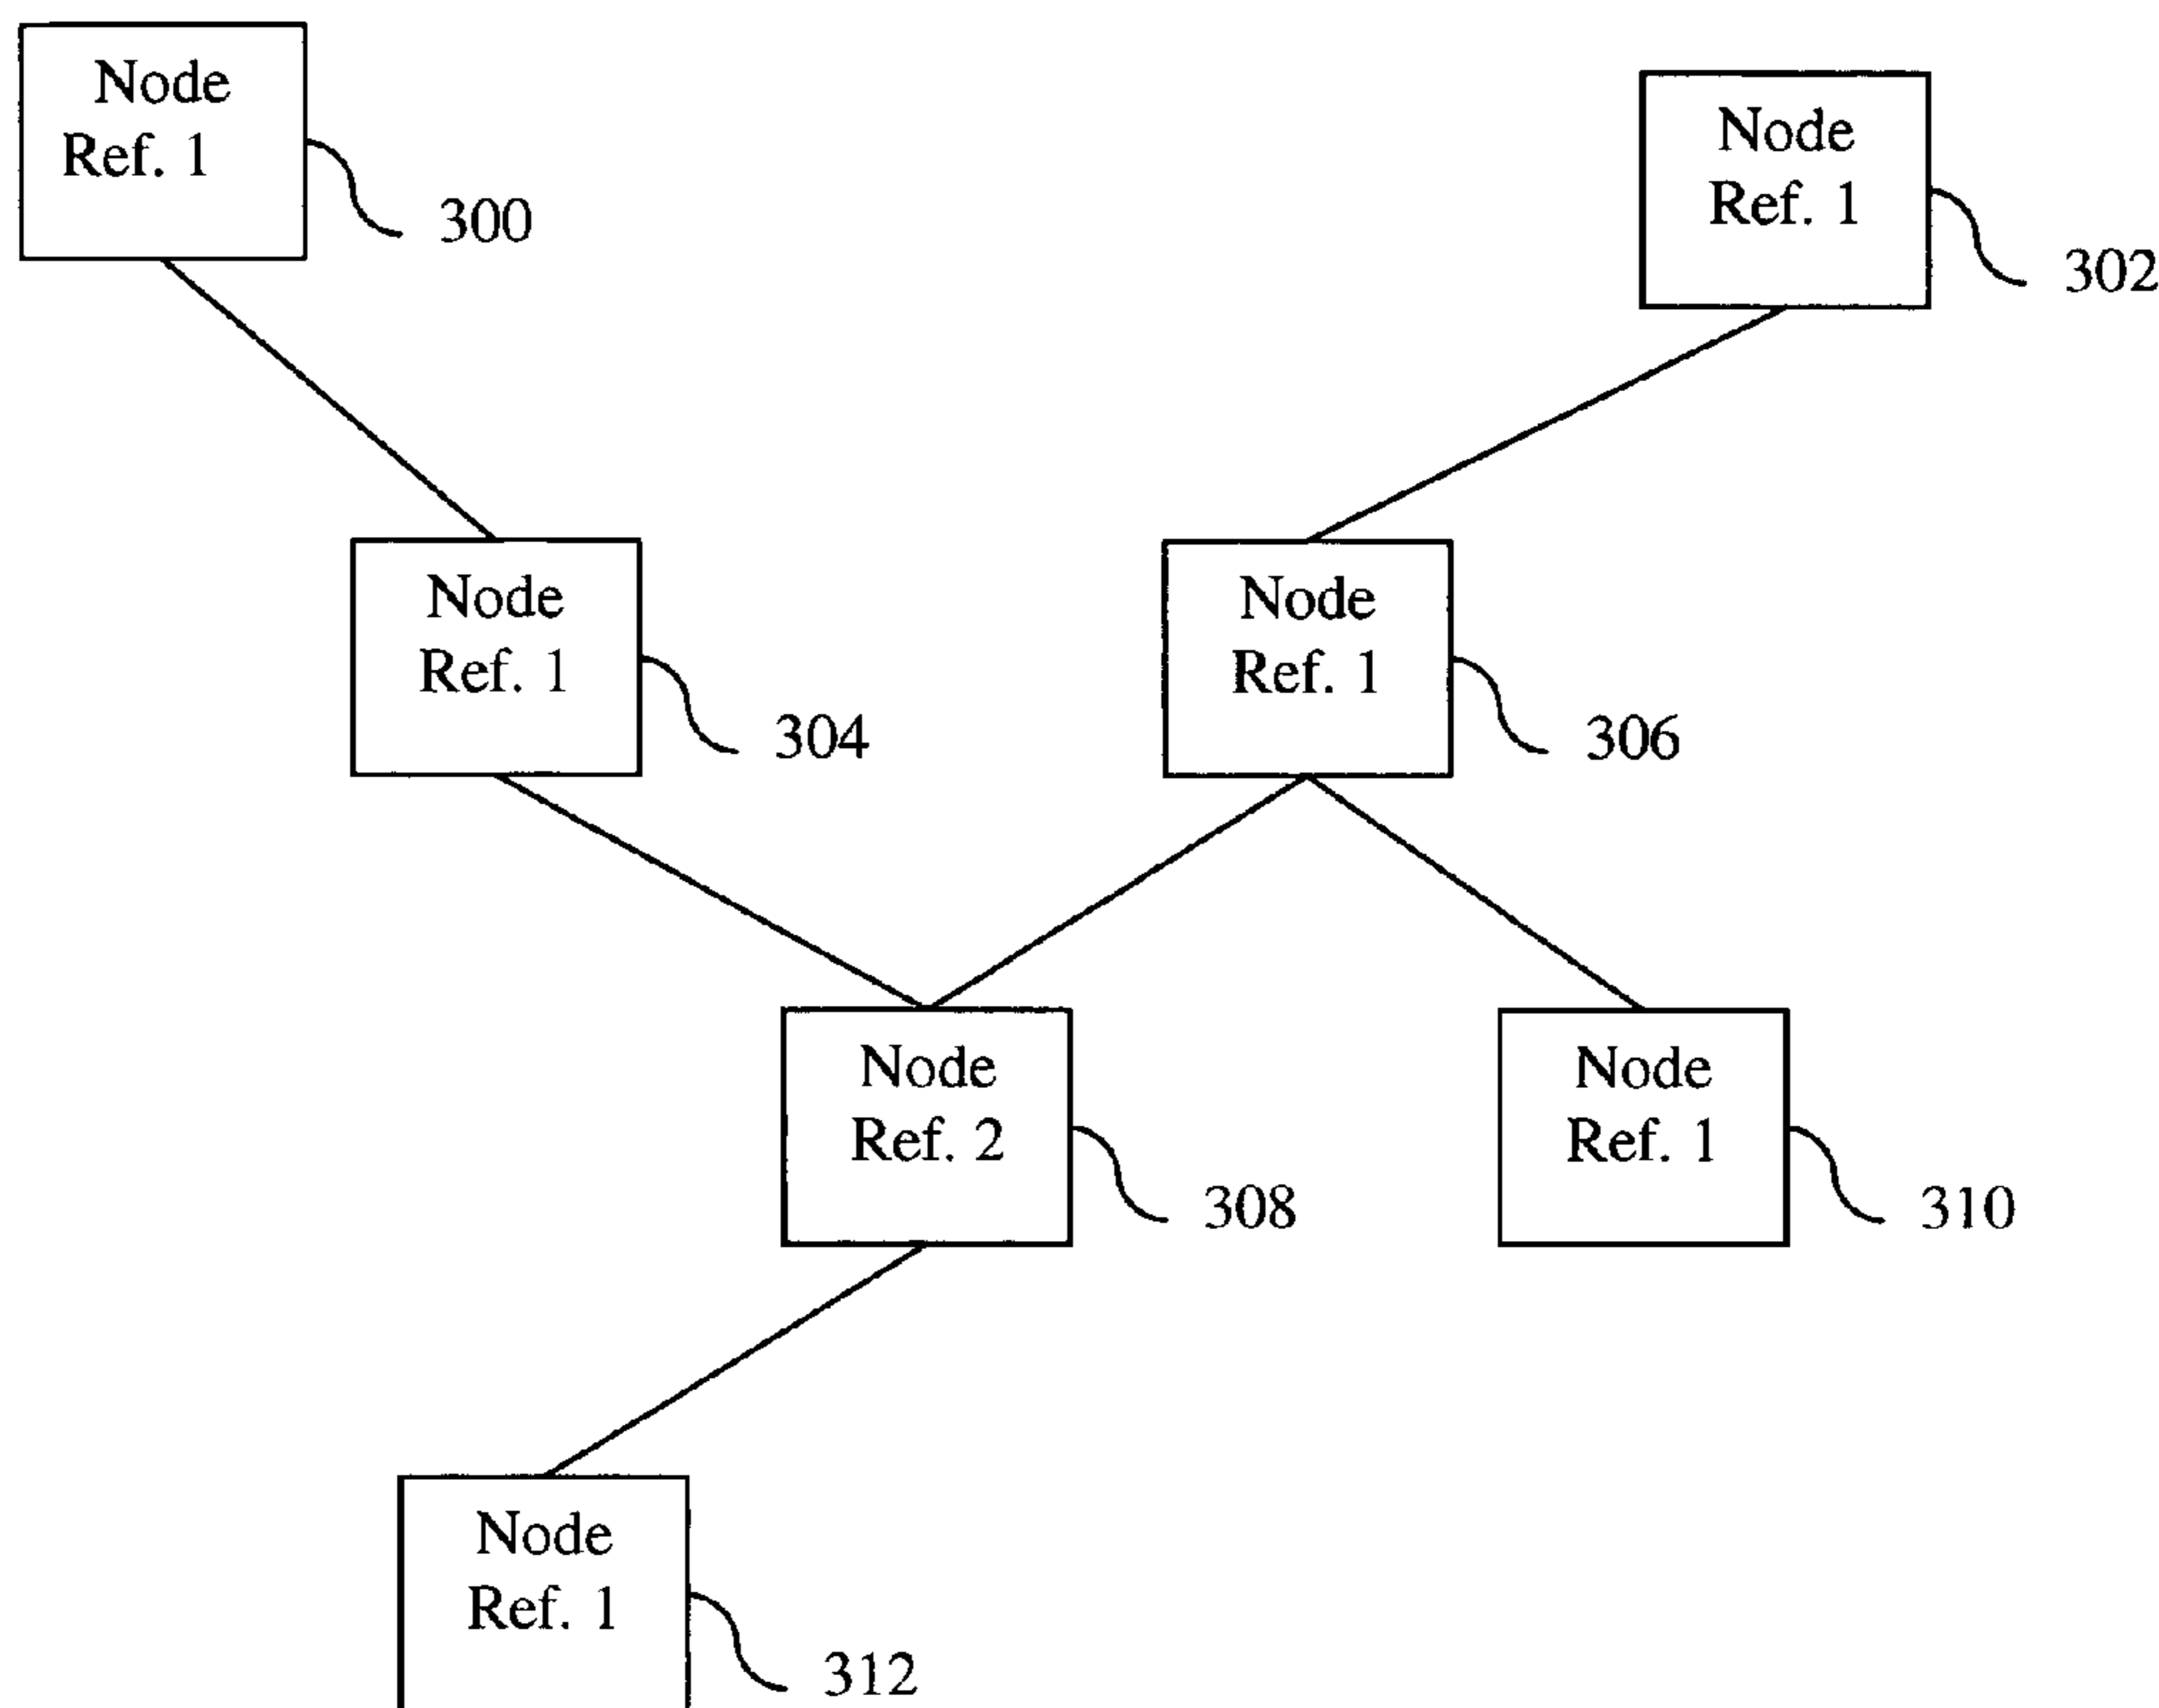 Node
Ref. 1
300
Node
Ref. 1
302
Node
Ref. 1
304
Node
Ref. 1
306
Node
Ref. 2
308
Node
Ref. 1
310
Node
Ref. 1
312